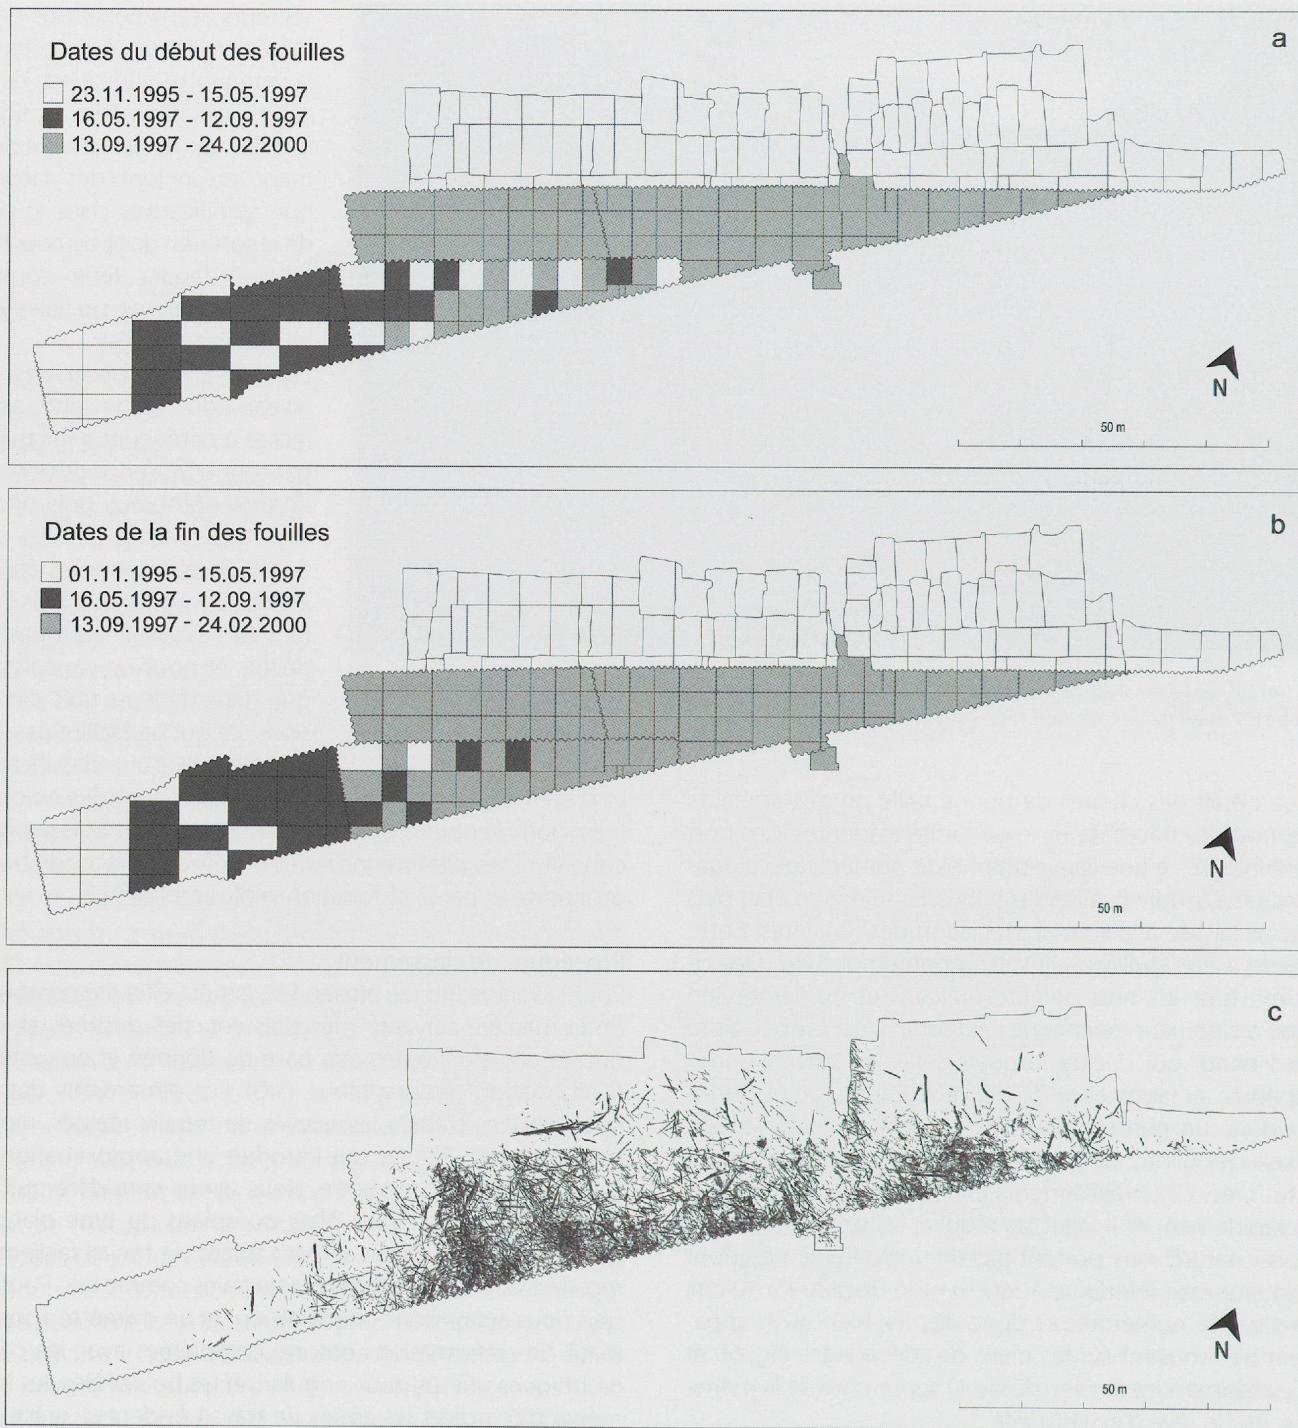 a
Dates du début des fouilles
23.11.1995 - 15.05.1997
16.05.1997 - 12.09.1997
13.09.1997 - 24.02.2000
N
50 m
b
Dates de la fin des fouilles
01.11.1995 - 15.05.1997
16.05.1997 - 12.09.1997
13.09.1997 - 24.02.2000
N
50 m
c
N
50 m